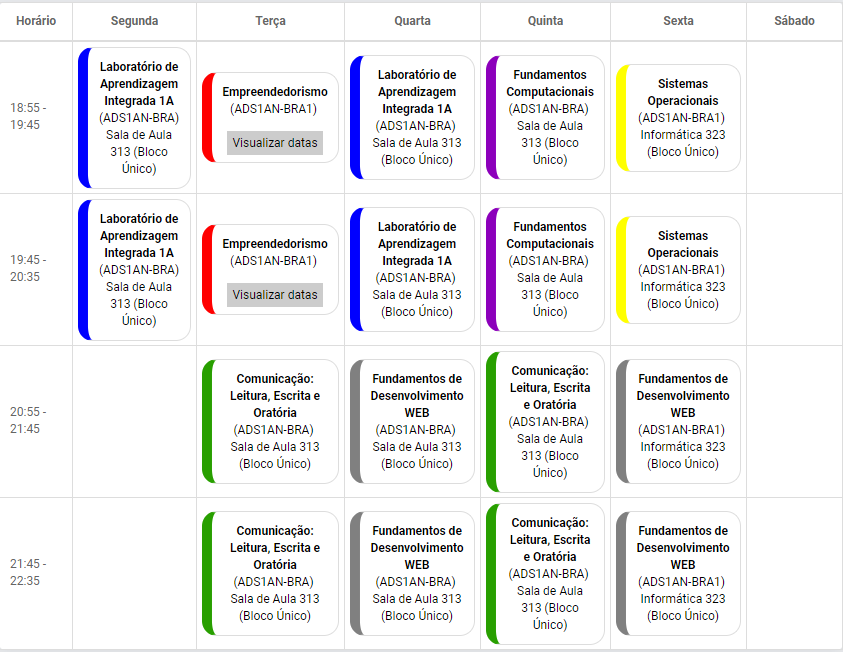 Horário Segunda Terça Quarta Quinta Sexta Sábado
18:55 -
19:45
Laboratório de
Aprendizagem
Integrada 1A
(ADS1AN-BRA)
Sala de Aula
313 (Bloco
Único)
Empreendedorismo
(ADS1AN-BRA1)
Visualizar datas
Laboratório de
Aprendizagem
Integrada 1A
(ADS1AN-BRA)
Sala de Aula 313
(Bloco Único)
Fundamentos
Computacionais
(ADS1AN-BRA)
Sala de Aula
313 (Bloco
Único)
Sistemas
Operacionais
(ADS1AN-BRA1)
Informática 323
(Bloco Único)
19:45 -
20:35
Laboratório de
Aprendizagem
Integrada 1A
(ADS1AN-BRA)
Sala de Aula
313 (Bloco
Único)
Empreendedorismo
(ADS1AN-BRA1)
Visualizar datas
Laboratório de
Aprendizagem
Integrada 1A
(ADS1AN-BRA)
Sala de Aula 313
(Bloco Único)
Fundamentos
Computacionais
(ADS1AN-BRA)
Sala de Aula
313 (Bloco
Único)
Sistemas
Operacionais
(ADS1AN-BRA1)
Informática 323
(Bloco Único)
20:55 -
21:45
Comunicação:
Leitura, Escrita e
Oratória
(ADS1AN-BRA)
Sala de Aula 313
(Bloco Único)
Fundamentos de
Desenvolvimento
WEB
(ADS1AN-BRA)
Sala de Aula 313
(Bloco Único)
Comunicação:
Leitura, Escrita
e Oratória
(ADS1AN-BRA)
Sala de Aula
313 (Bloco
Único)
Fundamentos de
Desenvolvimento
WEB
(ADS1AN-BRA1)
Informática 323
(Bloco Único)
21:45 -
22:35
Comunicação:
Leitura, Escrita e
Oratória
(ADS1AN-BRA)
Sala de Aula 313
(Bloco Único)
Fundamentos de
Desenvolvimento
WEB
(ADS1AN-BRA)
Sala de Aula 313
(Bloco Único)
Comunicação:
Leitura, Escrita
e Oratória
(ADS1AN-BRA)
Sala de Aula
313 (Bloco
Único)
Fundamentos de
Desenvolvimento
WEB
(ADS1AN-BRA1)
Informática 323
(Bloco Único)